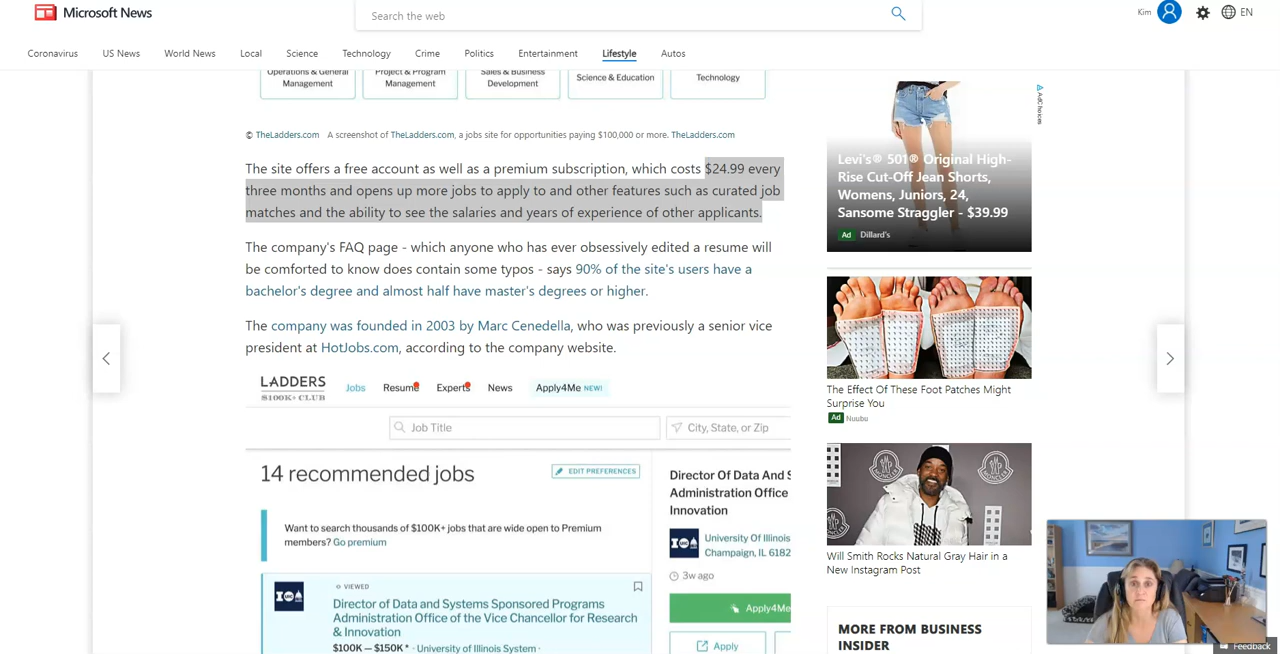 Microsoft News
Search the web
Kim
EN
Coronavirus
US News
World News
Local
Science
Technology
Crime
Politics
Entertainment
Lifestyle
Autos
Operations & General
Management
Project & Program
Management
Sales & Business
Development
Science & Education
Technology
© TheLadders.com A screenshot of TheLadders.com, a jobs site for opportunities paying $100,000 or more. TheLadders.com
The site offers a free account as well as a premium subscription, which costs $24.99 every
three months and opens up more jobs to apply to and other features such as curated job
matches and the ability to see the salaries and years of experience of other applicants.
The company's FAQ page - which anyone who has ever obsessively edited a resume will
be comforted to know does contain some typos - says 90% of the site's users have a
bachelor's degree and almost half have master's degrees or higher.
The company was founded in 2003 by Marc Cenedella, who was previously a senior vice
president at HotJobs.com, according to the company website.
LADDERS
$100K+ CLUB
Jobs
Resume
Experts
News
Apply4Me NEW!
Job Title
City, State, or Zip
14 recommended jobs
EDIT PREFERENCES
Want to search thousands of $100K+ jobs that are wide open to Premium
members? Go premium
VIEWED
Director of Data and Systems Sponsored Programs
Administration Office of the Vice Chancellor for Research
& Innovation
$100K — $150K * · University of Illinois System ·
Director Of Data And S
Administration Office
Innovation
University Of Illinois
Champaign, IL 6182
3w ago
Apply4Me
Apply
AdChoices
Levi's® 501® Original High-
Rise Cut-Off Jean Shorts,
Womens, Juniors, 24,
Sansome Straggler - $39.99
Ad Dillard's
The Effect Of These Foot Patches Might
Surprise You
Ad Nuubu
MONCLER
MONCLER
Will Smith Rocks Natural Gray Hair in a
New Instagram Post
MORE FROM BUSINESS
INSIDER
Feedback